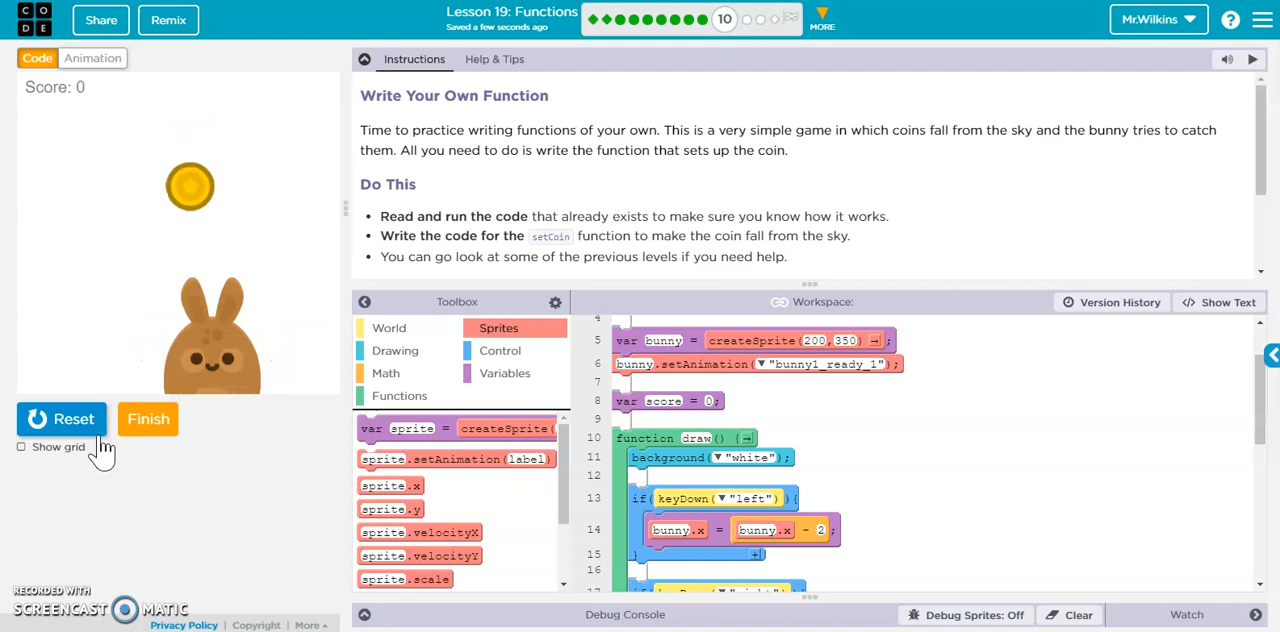 C O
D E
Share
Remix
Lesson 19: Functions
Saved a few seconds ago
10
MORE
Mr.Wilkins
?
Code
Animation
Score: 0
Instructions
Help & Tips
Write Your Own Function
Time to practice writing functions of your own. This is a very simple game in which coins fall from the sky and the bunny tries to catch
them. All you need to do is write the function that sets up the coin.
Do This
• Read and run the code that already exists to make sure you know how it works.
• Write the code for the setCoin function to make the coin fall from the sky.
• You can go look at some of the previous levels if you need help.
Reset
Finish
Show grid
Toolbox
World
Sprites
Drawing
Control
Math
Variables
Functions
var sprite = createSprite(
sprite.setAnimation(label)
sprite.x
sprite.y
sprite.velocityX
sprite.velocityY
sprite.scale
Workspace:
Version History
</> Show Text
4
5 var bunny = createSprite(200,350);
6 bunny.setAnimation("bunny1_ready_1");
7
8 var score = 0;
9
10 function draw() {
11 background("white");
12
13 if(keyDown("left")){
14 bunny.x = bunny.x - 2;
15 }
16
Debug Console
Debug Sprites: Off
Clear
Watch
RECORDED WITH
SCREENCAST MATIC
Privacy Policy | Copyright | More